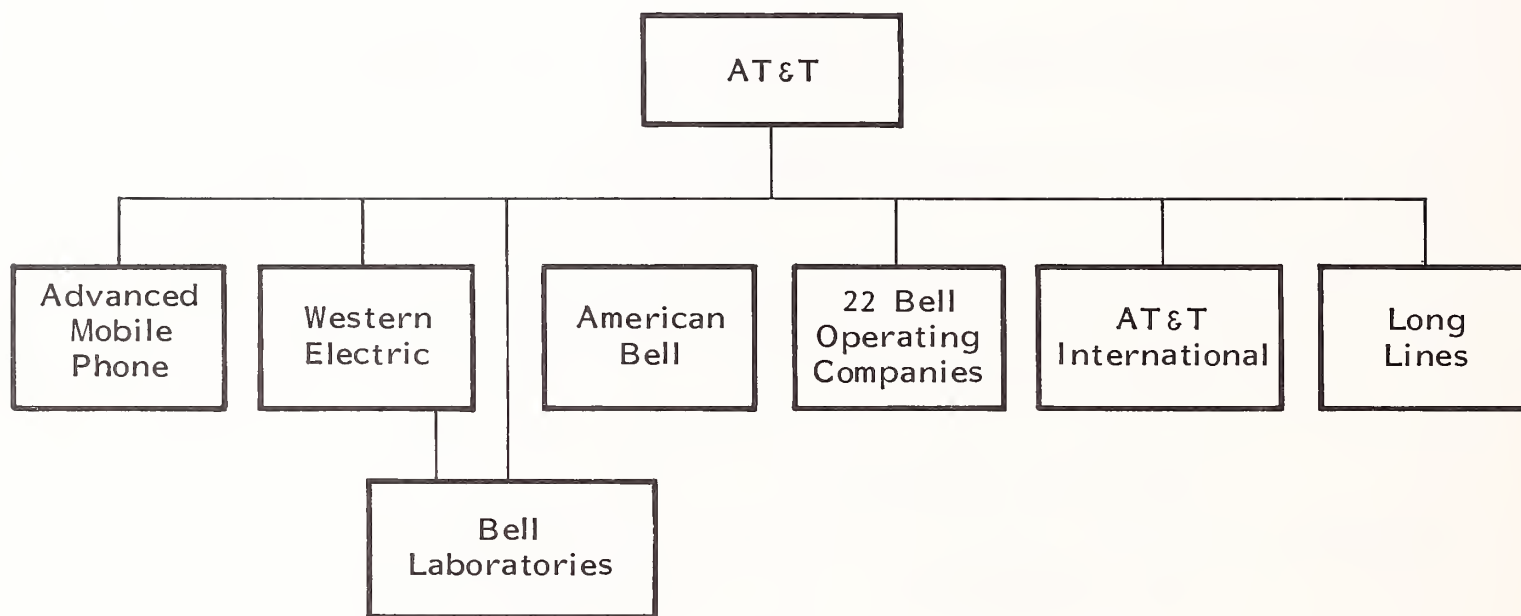 AT&T
Advanced
Mobile
Phone
Western
Electric
American
Bell
22 Bell
Operating
Companies
AT&T
International
Long
Lines
Bell
Laboratories